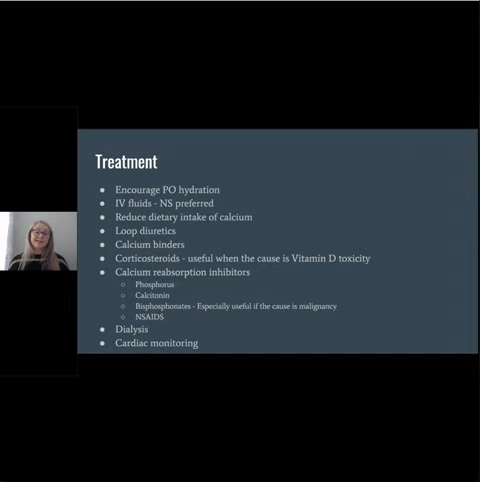 Treatment
● Encourage PO hydration
● IV fluids - NS preferred
● Reduce dietary intake of calcium
● Loop diuretics
● Calcium binders
● Corticosteroids - useful when the cause is Vitamin D toxicity
● Calcium reabsorption inhibitors
○ Phosphorus
○ Calcitonin
○ Bisphosphonates - Especially useful if the cause is malignancy
○ NSAIDS
● Dialysis
● Cardiac monitoring